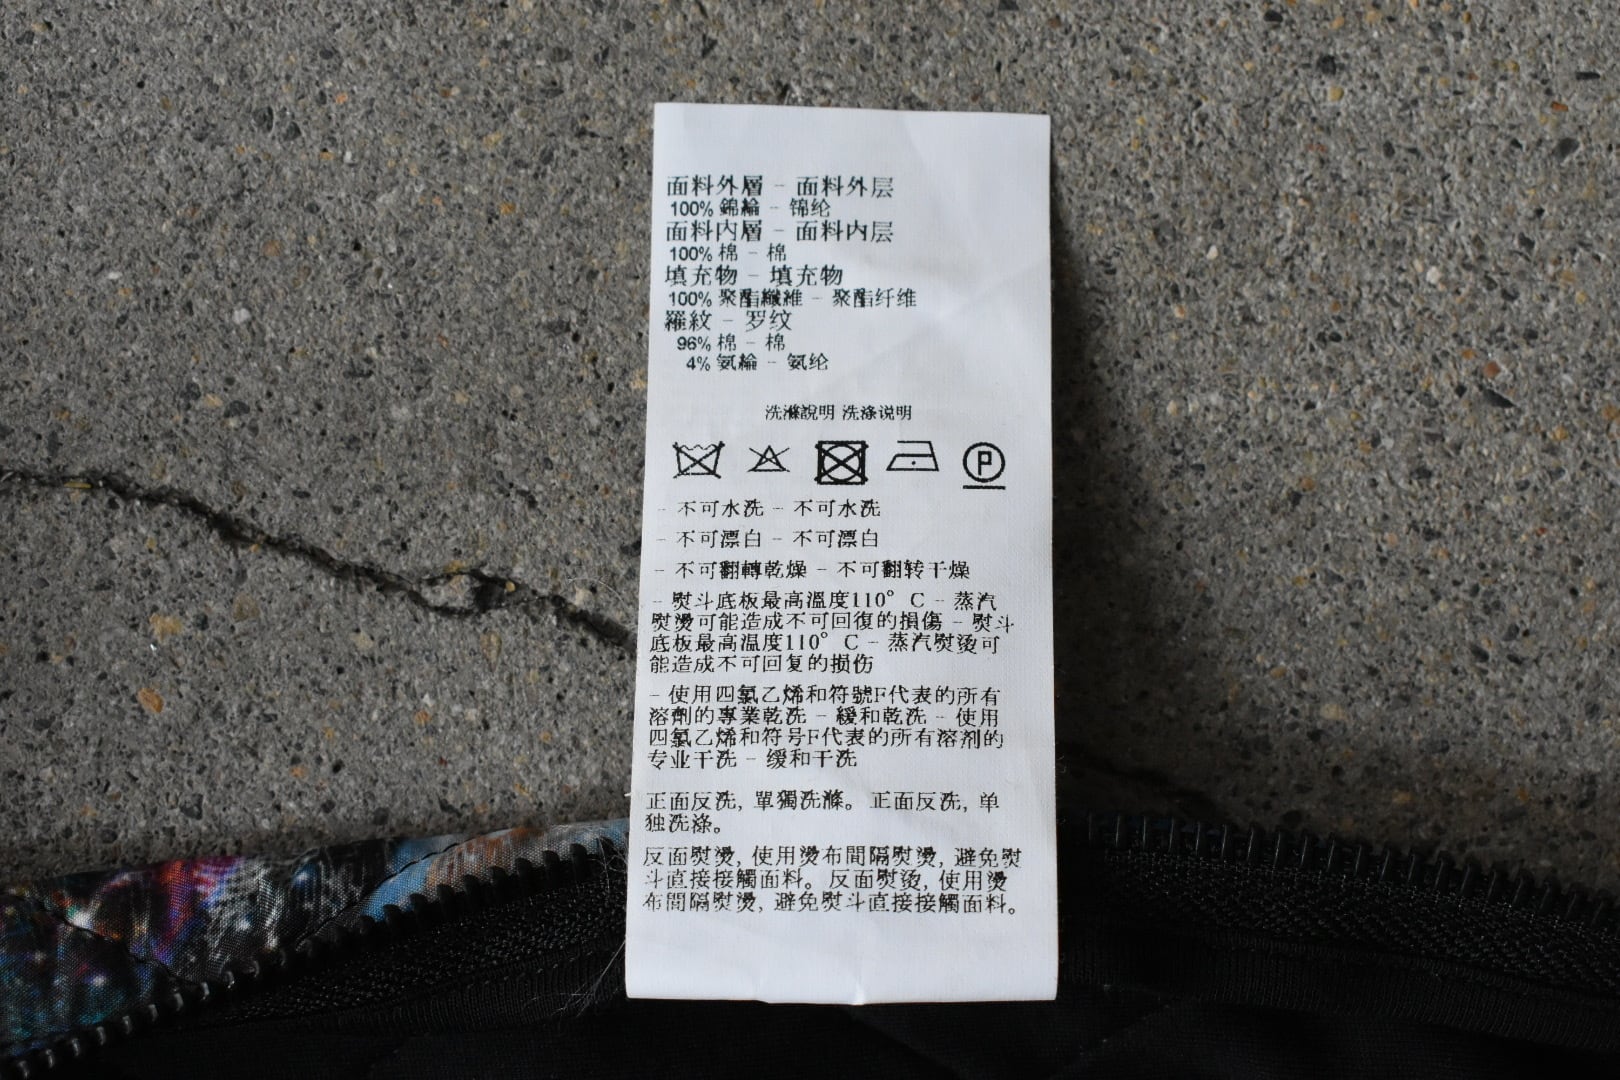 面料外層 - 面料外层
100% 錦綸 - 锦纶
面料內層 - 面料内层
100% 棉 - 棉
填充物 - 填充物
100% 聚酯纖維 - 聚酯纤维
羅紋 - 罗纹
96% 棉 - 棉
4% 氨綸 - 氨纶
洗滌說明 洗涤说明
P
- 不可水洗 - 不可水洗
- 不可漂白 - 不可漂白
- 不可翻轉乾燥 - 不可翻转干燥
- 熨斗底板最高溫度110° C - 蒸汽
熨燙可能造成不可回復的損傷 - 熨斗
底板最高温度110° C - 蒸汽熨烫可
能造成不可回复的损伤
- 使用四氯乙烯和符號F代表的所有
溶劑的專業乾洗 - 緩和乾洗 - 使用
四氯乙烯和符号F代表的所有溶剂的
专业干洗 - 缓和干洗
正面反洗, 單獨洗滌。 正面反洗, 单
独洗涤。
反面熨燙, 使用燙布間隔熨燙, 避免熨
斗直接接觸面料。 反面熨燙, 使用燙
布間隔熨燙, 避免熨斗直接接觸面料。